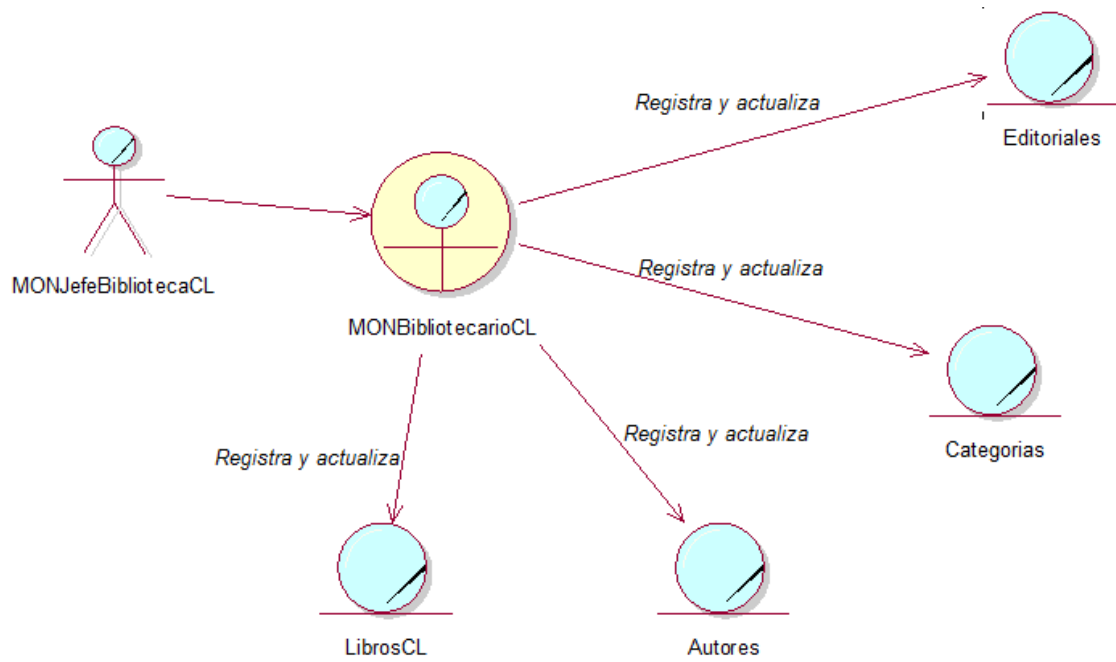 Registra y actualiza
Editoriales
MONJefeBibliotecaCL
MONBibliotecarioCL
Registra y actualiza
Categorias
Registra y actualiza
Registra y actualiza
LibrosCL
Autores